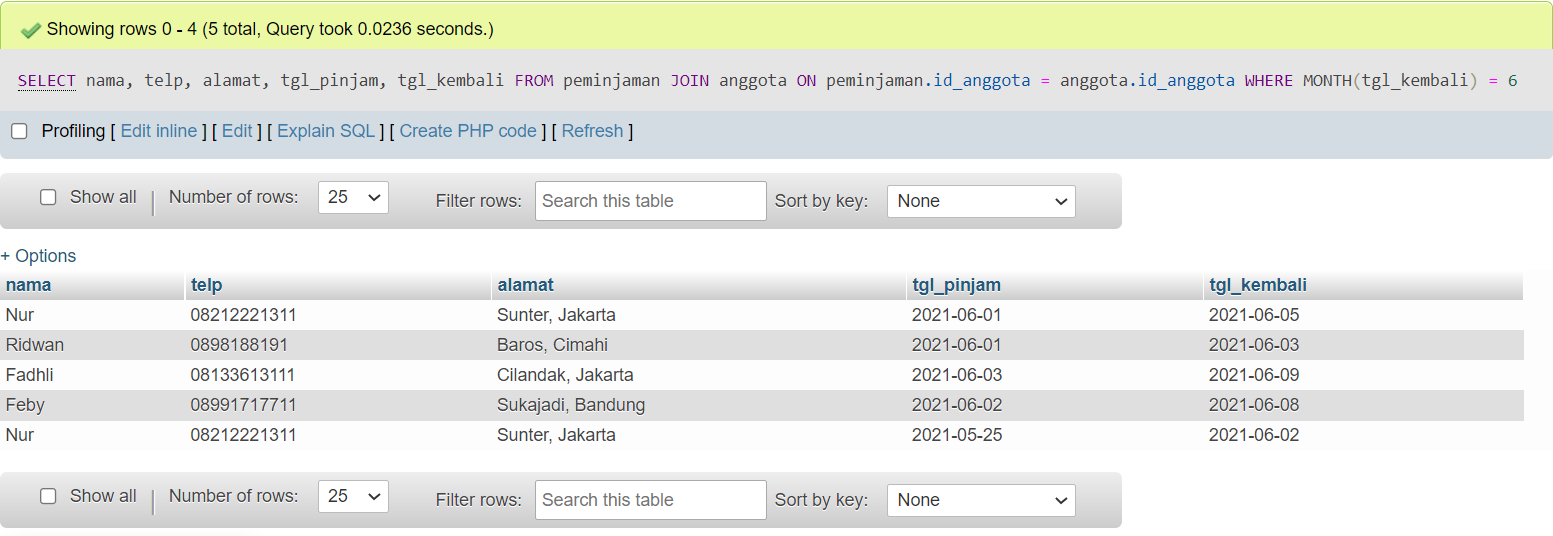 Showing rows 0 - 4 (5 total, Query took 0.0236 seconds.)
SELECT nama, telp, alamat, tgl_pinjam, tgl_kembali FROM peminjaman JOIN anggota ON peminjaman.id_anggota = anggota.id_anggota WHERE MONTH(tgl_kembali) = 6
Profiling [ Edit inline ] [ Edit ] [ Explain SQL ] [ Create PHP code ] [ Refresh ]
Show all | Number of rows: 25 Filter rows: Search this table Sort by key: None
+ Options
nama telp alamat tgl_pinjam tgl_kembali
Nur 08212221311 Sunter, Jakarta 2021-06-01 2021-06-05
Ridwan 0898188191 Baros, Cimahi 2021-06-01 2021-06-03
Fadhli 08133613111 Cilandak, Jakarta 2021-06-03 2021-06-09
Feby 08991717711 Sukajadi, Bandung 2021-06-02 2021-06-08
Nur 08212221311 Sunter, Jakarta 2021-05-25 2021-06-02
Show all | Number of rows: 25 Filter rows: Search this table Sort by key: None